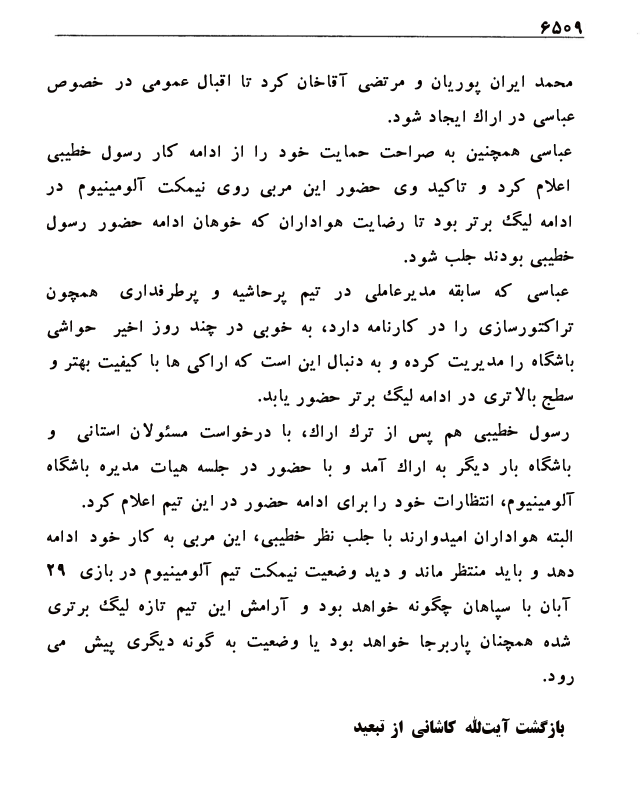 ۶۵۰۹
محمد ایران پوریان و مرتضی آقاخان کرد تا اقبال عمومی در خصوص
عباسی در اراك ایجاد شود.
عباسی همچنین به صراحت حمایت خود را از ادامه کار رسول خطیبی
اعلام کرد و تاکید وی حضور این مربی روی نیمکت آلومینیوم در
ادامه لیگ برتر بود تا رضایت هواداران که خوهان ادامه حضور رسول
خطیبی بودند جلب شود.
عباسی که سابقه مدیرعاملی در تیم پرحاشیه و پرطرفداری همچون
تراکتورسازی را در کارنامه دارد، به خوبی در چند روز اخیر حواشی
باشگاه را مدیریت کرده و به دنبال این است که اراکی ها با کیفیت بهتر و
سطح بالاتری در ادامه لیگ برتر حضور یابد.
رسول خطیبی هم پس از ترك اراك، با درخواست مسئولان استانی و
باشگاه بار دیگر به اراك آمد و با حضور در جلسه هیات مدیره باشگاه
آلومینیوم، انتظارات خود را برای ادامه حضور در این تیم اعلام کرد.
البته هواداران امیدوارند با جلب نظر خطیبی، این مربی به کار خود ادامه
دهد و باید منتظر ماند و دید وضعیت نیمکت تیم آلومینیوم در بازی ۲۹
آبان با سپاهان چگونه خواهد بود و آرامش این تیم تازه لیگ برتری
شده همچنان پاربرجا خواهد بود یا وضعیت به گونه دیگری پیش می
رود.
بازگشت آیت‌الله کاشانی از تبعید